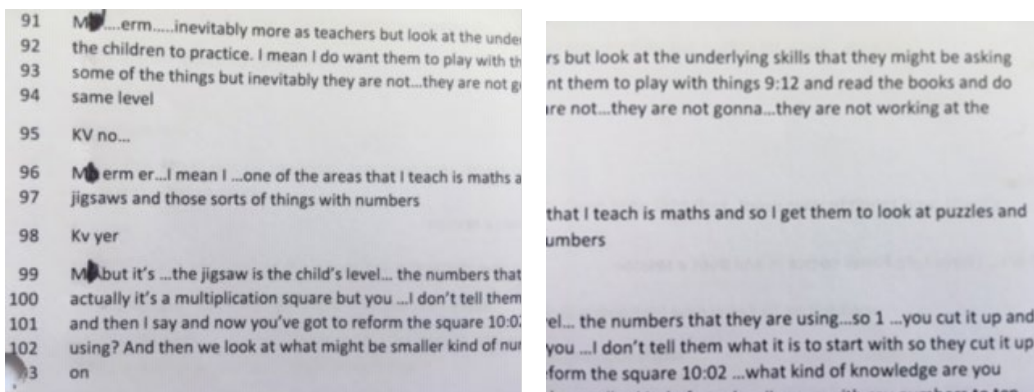 91 M....erm.....inevitably more as teachers but look at the unde
92 the children to practice. I mean I do want them to play with th
93 some of the things but inevitably they are not...they are not g
94 same level
95 KV no...
96 M erm er...I mean I ...one of the areas that I teach is maths a
97 jigsaws and those sorts of things with numbers
98 Kv yer
99 M but it's ...the jigsaw is the child's level... the numbers that
100 actually it's a multiplication square but you ...I don't tell them
101 and then I say and now you've got to reform the square 10:0
102 using? And then we look at what might be smaller kind of nu
3 on
rs but look at the underlying skills that they might be asking
nt them to play with things 9:12 and read the books and do
re not...they are not gonna...they are not working at the
that I teach is maths and so I get them to look at puzzles and
umbers
el... the numbers that they are using...so 1 ...you cut it up and
you ...I don't tell them what it is to start with so they cut it up
form the square 10:02 ...what kind of knowledge are you